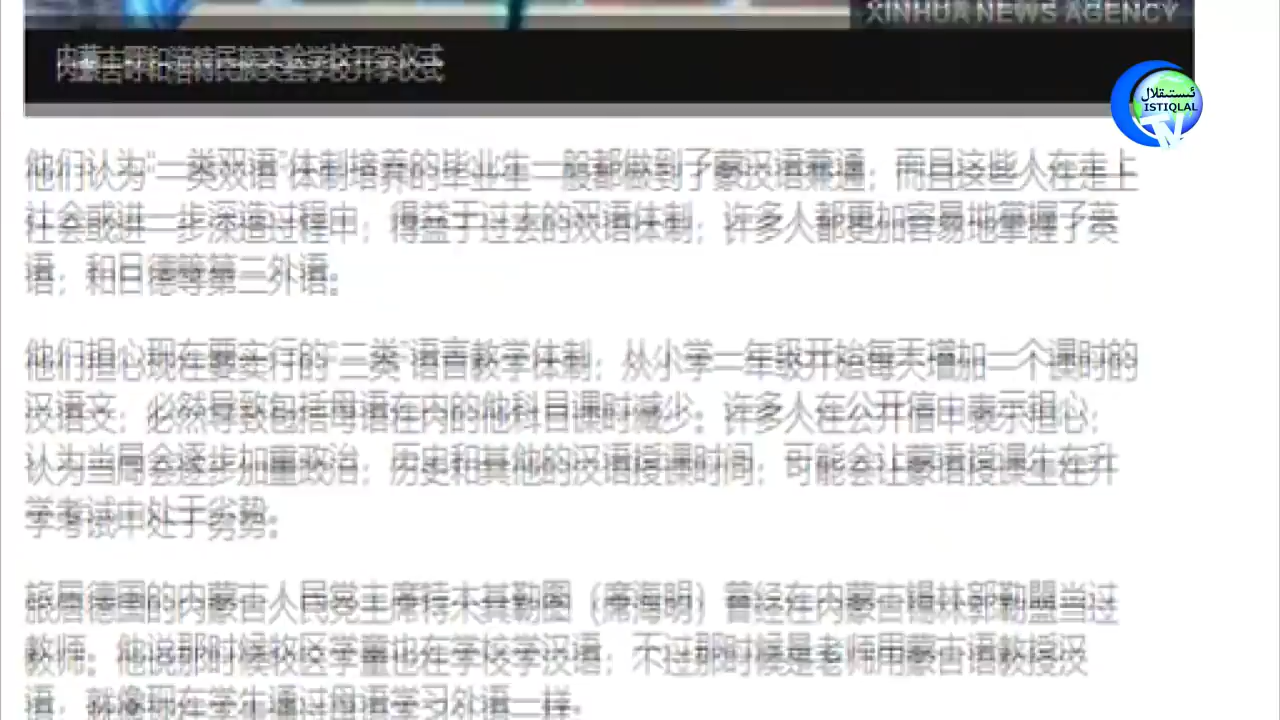 XINHUA NEWS AGENCY
内蒙古呼和浩特民族实验学校开学仪式
ئىستىقلال
ISTIQLAL
TV
他们认为“一类双语”体制培养的毕业生一般都做到了蒙汉语兼通，而且这些人在走上
社会或进一步深造过程中，得益于过去的双语体制，许多人都更加容易地掌握了英
语，和日德等第二外语。
他们担心现在要实行的“二类”语言教学体制，从小学一年级开始每天增加一个课时的
汉语文，必然导致包括母语在内的他科目课时减少。许多人在公开信中表示担心，
认为当局会逐步加重政治，历史和其他的汉语授课时间，可能会让蒙语授课生在升
学考试中处于劣势。
旅居德国的内蒙古人民党主席特木其勒图（席海明）曾经在内蒙古锡林郭勒盟当过
教师。他说那时候牧区学童也在学校学汉语，不过那时候是老师用蒙古语教授汉
语，就像现在学生通过母语学习外语一样。